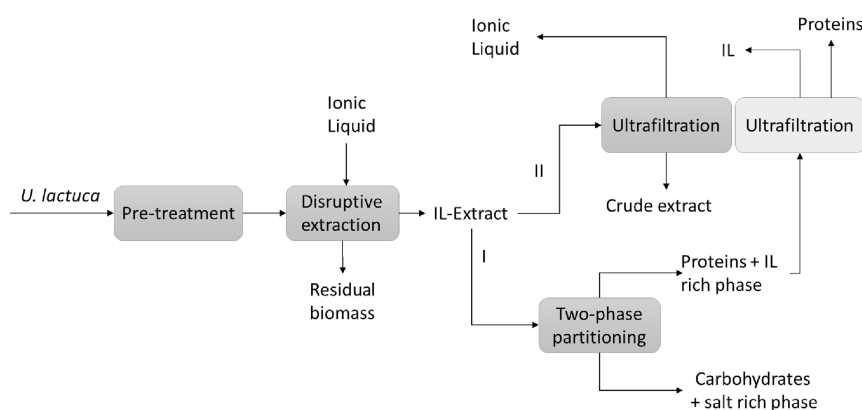 Ionic
Liquid
IL
Proteins
Ultrafiltration
Ultrafiltration
Ionic
Liquid
II
U. lactuca
Pre-treatment
Disruptive
extraction
IL-Extract
Crude extract
I
Residual
biomass
Proteins + IL
rich phase
Two-phase
partitioning
Carbohydrates
+ salt rich phase